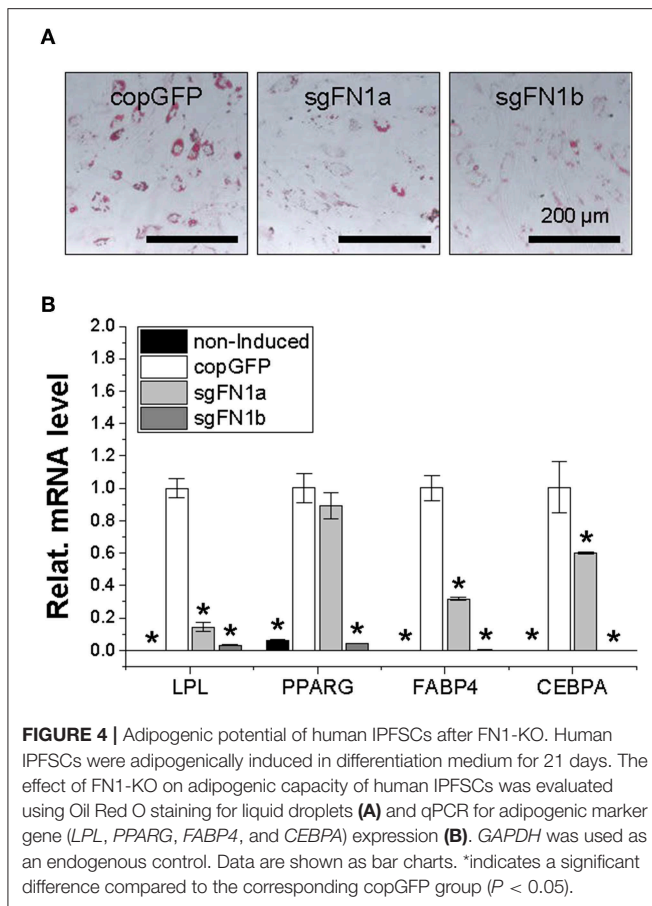 A
copGFP
sgFN1a
sgFN1b
200 µm
B
Relat. mRNA level
2.0
1.8
1.6
1.4
1.2
1.0
0.8
0.6
0.4
0.2
0.0
non-Induced
copGFP
sgFN1a
sgFN1b
* * * * * * * * * *
LPL PPARG FABP4 CEBPA
FIGURE 4 | Adipogenic potential of human IPFSCs after FN1-KO. Human
IPFSCs were adipogenically induced in differentiation medium for 21 days. The
effect of FN1-KO on adipogenic capacity of human IPFSCs was evaluated
using Oil Red O staining for liquid droplets (A) and qPCR for adipogenic marker
gene (LPL, PPARG, FABP4, and CEBPA) expression (B). GAPDH was used as
an endogenous control. Data are shown as bar charts. *indicates a significant
difference compared to the corresponding copGFP group (P < 0.05).